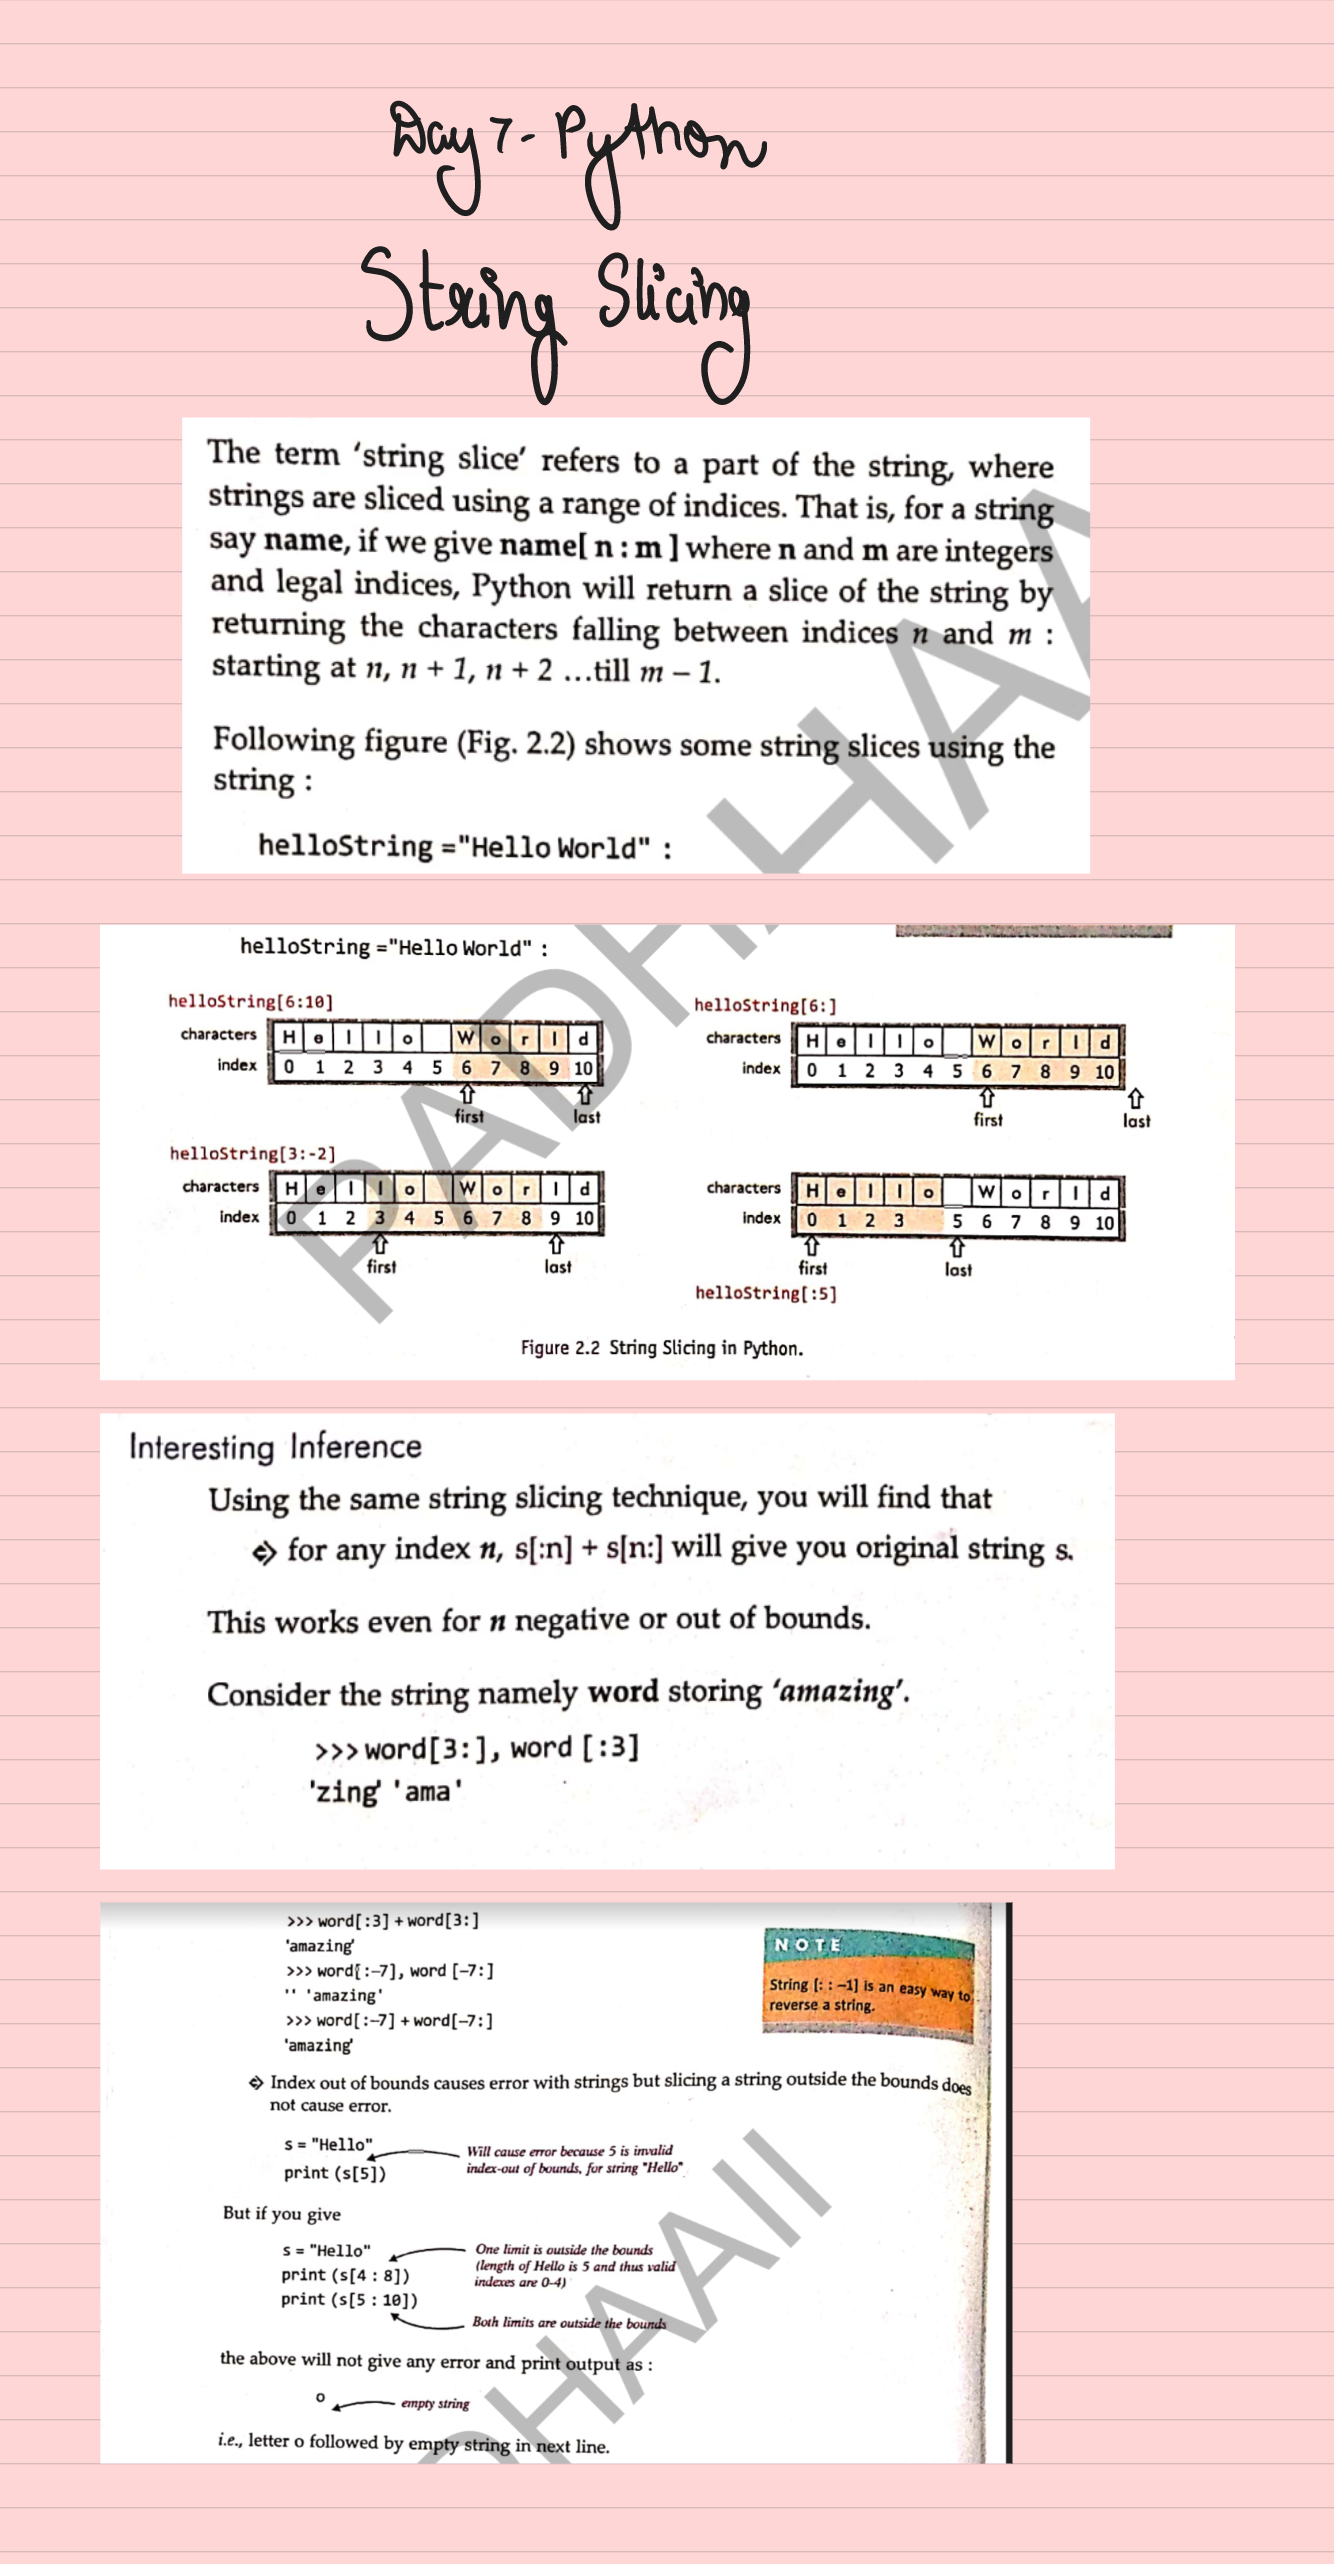 Day 7 - Python
String Slicing
The term ‘string slice’ refers to a part of the string, where
strings are sliced using a range of indices. That is, for a string
say name, if we give name[ n : m ] where n and m are integers
and legal indices, Python will return a slice of the string by
returning the characters falling between indices n and m :
starting at n, n + 1, n + 2 ...till m – 1.
Following figure (Fig. 2.2) shows some string slices using the
string :
helloString ="Hello World" :
helloString ="Hello World" :
helloString[6:10]
characters H e l l o W o r l d
index 0 1 2 3 4 5 6 7 8 9 10
first last
helloString[6:]
characters H e l l o W o r l d
index 0 1 2 3 4 5 6 7 8 9 10
first last
helloString[3:-2]
characters H e l l o W o r l d
index 0 1 2 3 4 5 6 7 8 9 10
first last
characters H e l l o W o r l d
index 0 1 2 3 5 6 7 8 9 10
first last
helloString[:5]
Figure 2.2 String Slicing in Python.
PADHAA
Interesting Inference
Using the same string slicing technique, you will find that
for any index n, s[:n] + s[n:] will give you original string s.
This works even for n negative or out of bounds.
Consider the string namely word storing ‘amazing’.
>>> word[3:], word [:3]
'zing' 'ama'
>>> word[:3] + word[3:]
'amazing'
>>> word[:–7], word [–7:]
'' 'amazing'
>>> word[:–7] + word[–7:]
'amazing'
NOTE
String [: : –1] is an easy way to
reverse a string.
Index out of bounds causes error with strings but slicing a string outside the bounds does
not cause error.
s = "Hello"
print (s[5])
Will cause error because 5 is invalid
index-out of bounds, for string "Hello"
But if you give
s = "Hello"
print (s[4 : 8])
print (s[5 : 10])
One limit is outside the bounds
(length of Hello is 5 and thus valid
indexes are 0-4)
Both limits are outside the bounds
the above will not give any error and print output as :
o
empty string
i.e., letter o followed by empty string in next line.
DHAAII